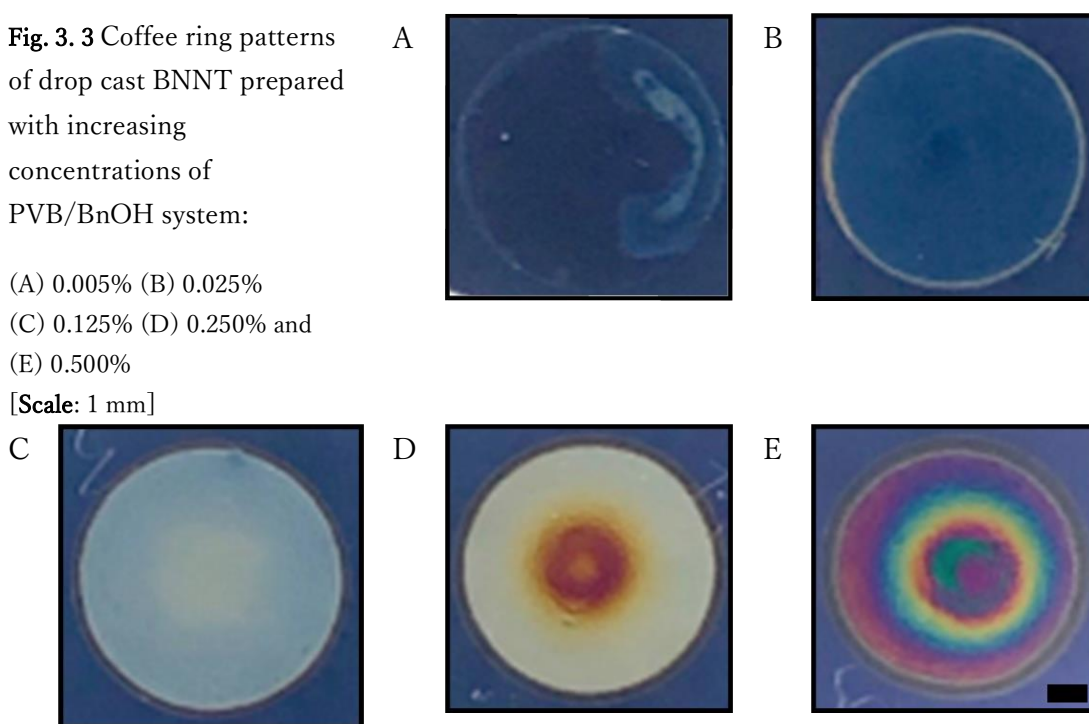 Fig. 3. 3 Coffee ring patterns
of drop cast BNNT prepared
with increasing
concentrations of
PVB/BnOH system:
(A) 0.005% (B) 0.025%
(C) 0.125% (D) 0.250% and
(E) 0.500%
[Scale: 1 mm]
A
B
C
D
E